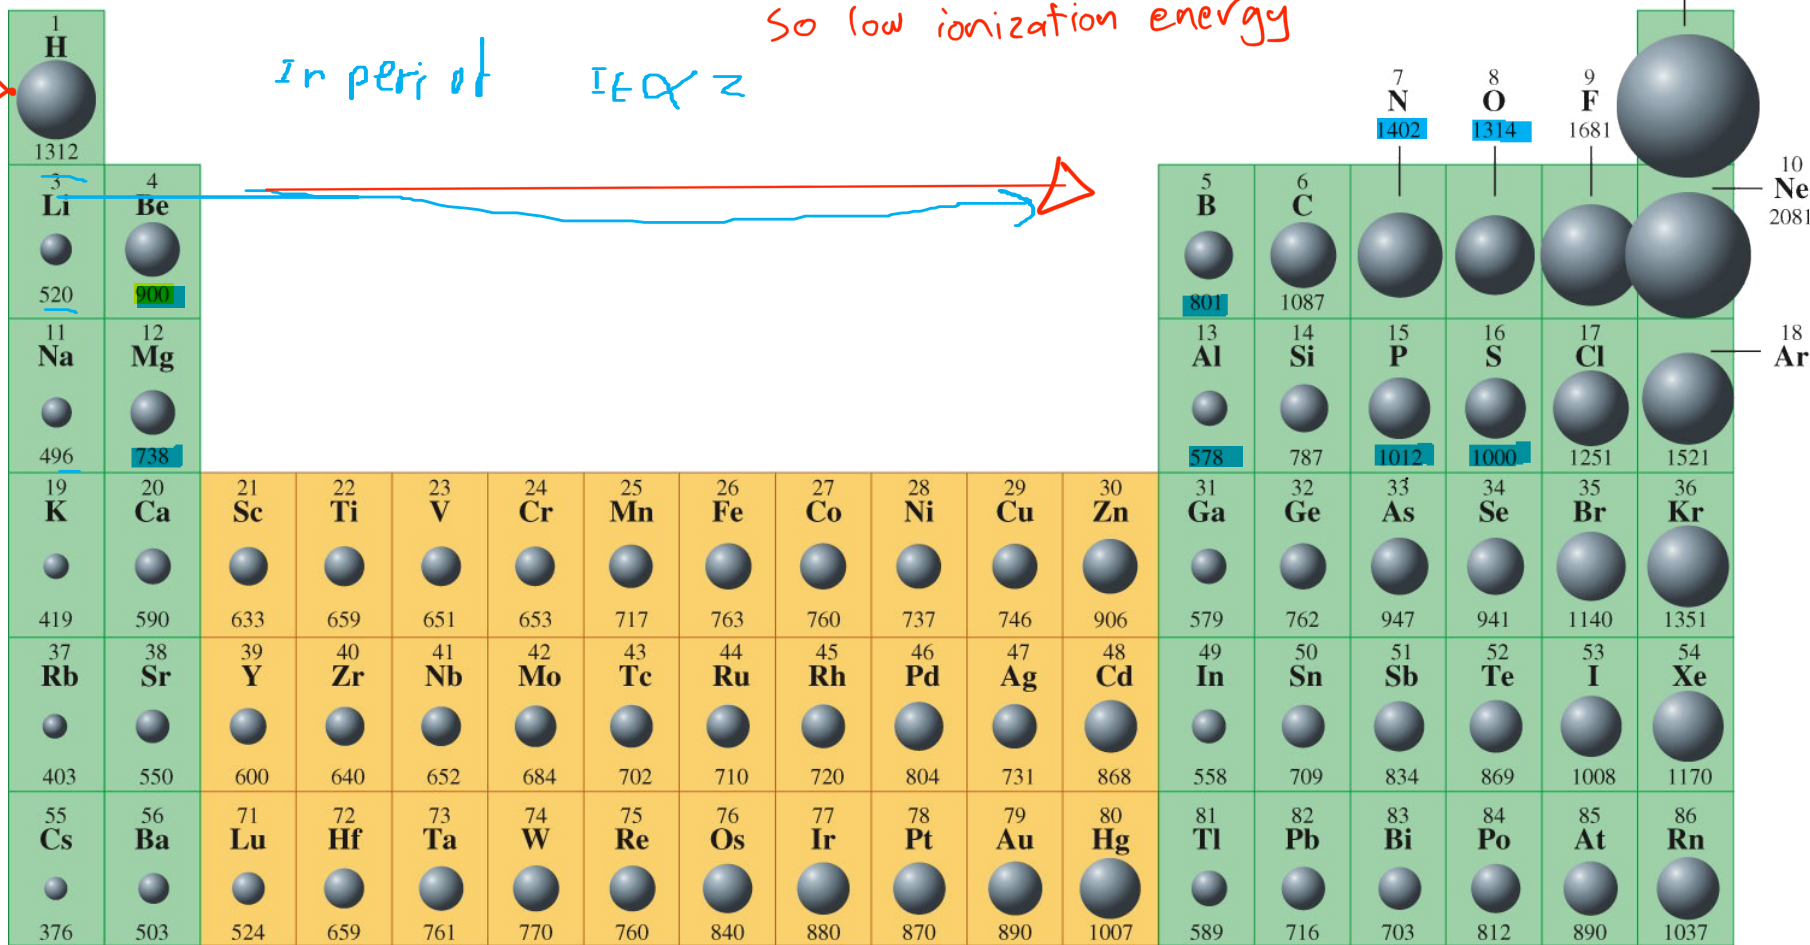 So low ionization energy
In period IE∝ Z
1
H
1312
7 8 9
N O F
1402 1314 1681
10
Ne
2081
3 4 5 6
Li Be B C
520 900 801 1087
11 12 13 14 15 16 17 18
Na Mg Al Si P S Cl Ar
496 738 578 787 1012 1000 1251 1521
19 20 21 22 23 24 25 26 27 28 29 30 31 32 33 34 35 36
K Ca Sc Ti V Cr Mn Fe Co Ni Cu Zn Ga Ge As Se Br Kr
419 590 633 659 651 653 717 763 760 737 746 906 579 762 947 941 1140 1351
37 38 39 40 41 42 43 44 45 46 47 48 49 50 51 52 53 54
Rb Sr Y Zr Nb Mo Tc Ru Rh Pd Ag Cd In Sn Sb Te I Xe
403 550 600 640 652 684 702 710 720 804 731 868 558 709 834 869 1008 1170
55 56 71 72 73 74 75 76 77 78 79 80 81 82 83 84 85 86
Cs Ba Lu Hf Ta W Re Os Ir Pt Au Hg Tl Pb Bi Po At Rn
376 503 524 659 761 770 760 840 880 870 890 1007 589 716 703 812 890 1037